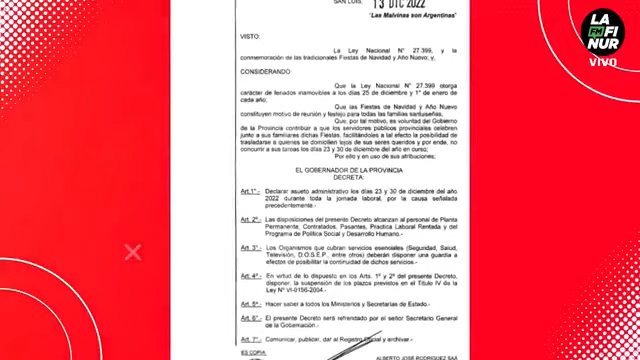 SAN LUIS, 13 DIC 2022
"Las Malvinas son Argentinas"
LA
FM FI
NUR
VIVO
VISTO:
La Ley Nacional N° 27.399, y la
conmemoración de las tradicionales Fiestas de Navidad y Año Nuevo; y,
CONSIDERANDO
Que la Ley Nacional N° 27.399 otorga
carácter de feriados inamovibles a los días 25 de diciembre y 1° de enero de
cada año;
Que las Fiestas de Navidad y Año Nuevo
constituyen motivo de reunión y festejo para todas las familias sanluiseñas;
Que, por tal motivo, es voluntad del Gobierno
de la Provincia contribuir a que los servidores públicos provinciales celebren
junto a sus familiares dichas Fiestas, facilitándoles a tal efecto la posibilidad de
trasladarse a quienes se domicilien lejos de sus seres queridos y por ende, no
concurrir a sus tareas los días 23 y 30 de diciembre del año en curso;
Por ello y en uso de sus atribuciones;
EL GOBERNADOR DE LA PROVINCIA
DECRETA:
Art.1°.- Declarar asueto administrativo los días 23 y 30 de diciembre del año
2022 durante toda la jornada laboral, por la causa señalada
precedentemente.-
Art. 2°.- Las disposiciones del presente Decreto alcanzan al personal de Planta
Permanente, Contratados, Pasantes, Practica Laboral Rentada y del
Programa de Política Social y Desarrollo Humano.-
Art. 3°.- Los Organismos que cubran servicios esenciales (Seguridad, Salud,
Televisión, D.O.S.E.P., entre otros) deberán disponer una guardia a
efectos de posibilitar la continuidad de dichos servicios.-
Art. 4°.- En virtud de lo dispuesto en los Arts. 1° y 2° del presente Decreto,
disponer, la suspensión de los plazos previstos en el Titulo IV de la
Ley N° VI-0156-2004.-
Art. 5°.- Hacer saber a todos los Ministerios y Secretarías de Estado.-
Art. 6°.- El presente Decreto será refrendado por el señor Secretario General
de la Gobernación.-
Art. 7°.- Comunicar, publicar, dar al Registro Oficial y archivar.-
ES COPIA
ALBERTO JOSÉ RODRIGUEZ SAÁ